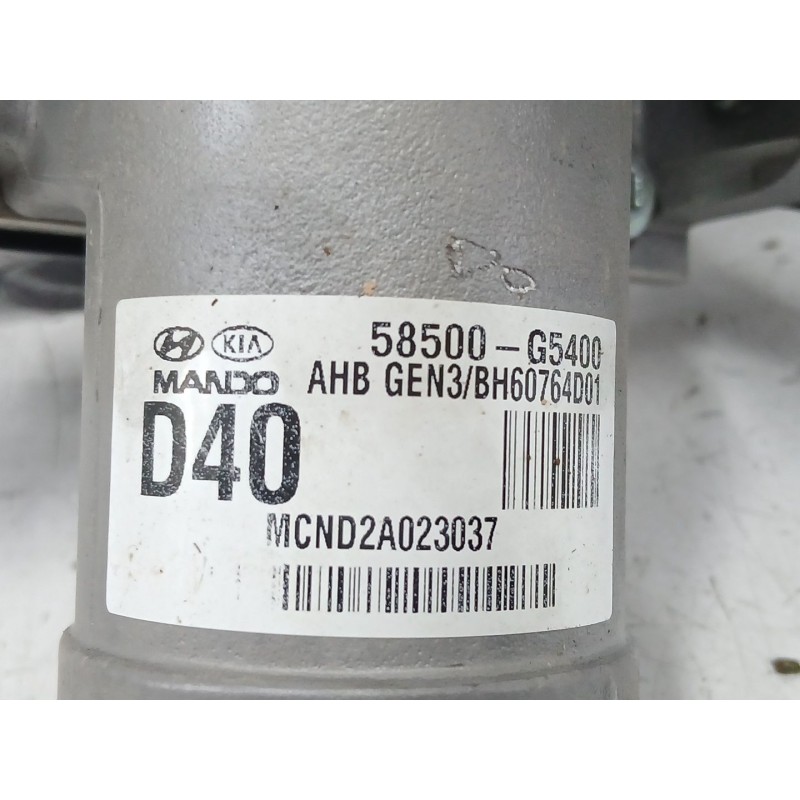 KIA 58500-G5400
MANDO AHB GEN3/BH60764D01
D40
MCND2A023037